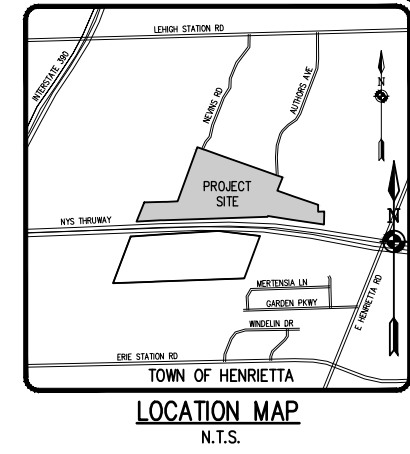 LEHIGH STATION RD
INTERSTATE 390
NEVINS RD
AUTHORS AVE
N
PROJECT
SITE
NYS THRUWAY
N
MERTENSIA LN
GARDEN PKWY
E HENRIETTA RD
WINDELIN DR
ERIE STATION RD
TOWN OF HENRIETTA
LOCATION MAP
N.T.S.